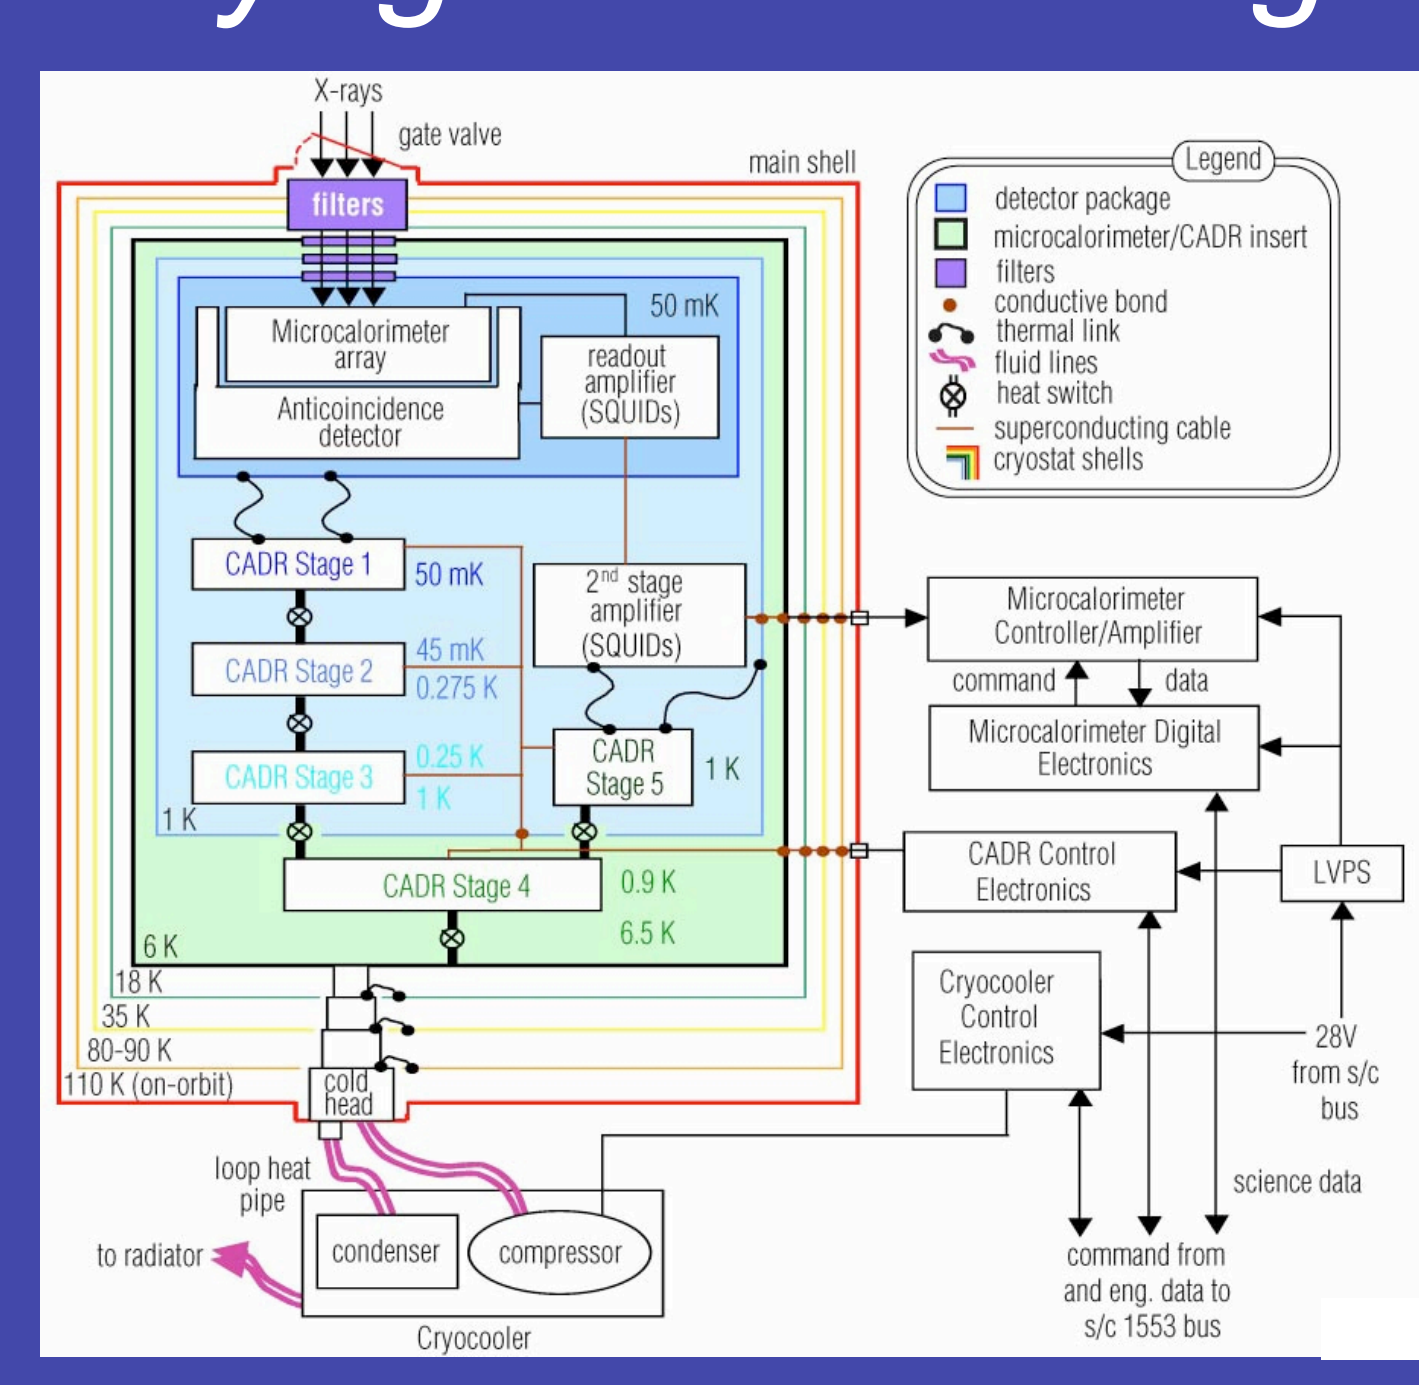 X-rays
gate valve
main shell
filters
50 mK
Microcalorimeter
array
readout
amplifier
(SQUIDs)
Anticoincidence
detector
CADR Stage 1
50 mK
2nd stage
amplifier
(SQUIDs)
CADR Stage 2
45 mK
0.275 K
CADR Stage 3
0.25 K
1 K
CADR
Stage 5
1 K
1 K
CADR Stage 4
0.9 K
6.5 K
6 K
18 K
35 K
80-90 K
110 K (on-orbit)
cold
head
loop heat
pipe
to radiator
condenser
compressor
Cryocooler
Legend
detector package
microcalorimeter/CADR insert
filters
conductive bond
thermal link
fluid lines
heat switch
superconducting cable
cryostat shells
Microcalorimeter
Controller/Amplifier
command
data
Microcalorimeter Digital
Electronics
CADR Control
Electronics
LVPS
Cryocooler
Control
Electronics
28V
from s/c
bus
science data
command from
and eng. data to
s/c 1553 bus